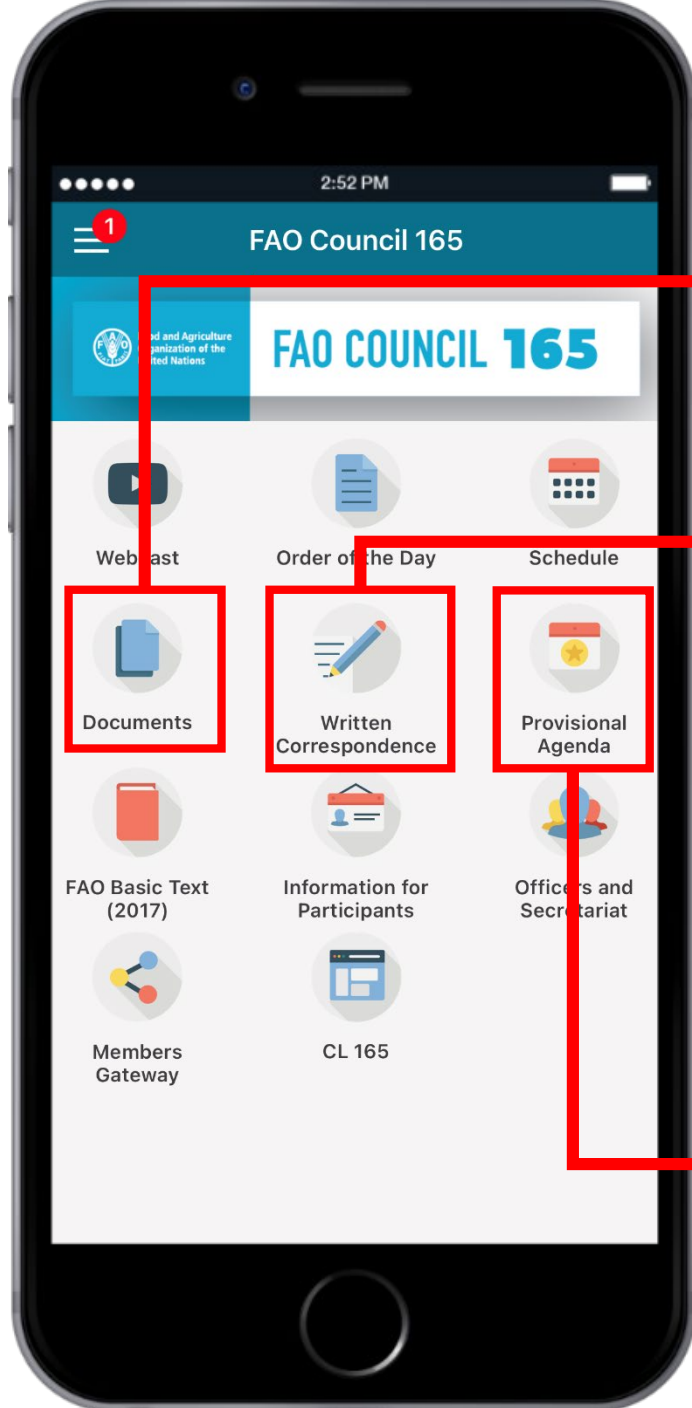 2:52 PM
1
FAO Council 165
Food and Agriculture
Organization of the
United Nations
FAO COUNCIL 165
Webcast
Order of the Day
Schedule
Documents
Written
Correspondence
Provisional
Agenda
FAO Basic Text
(2017)
Information for
Participants
Officers and
Secretariat
Members
Gateway
CL 165